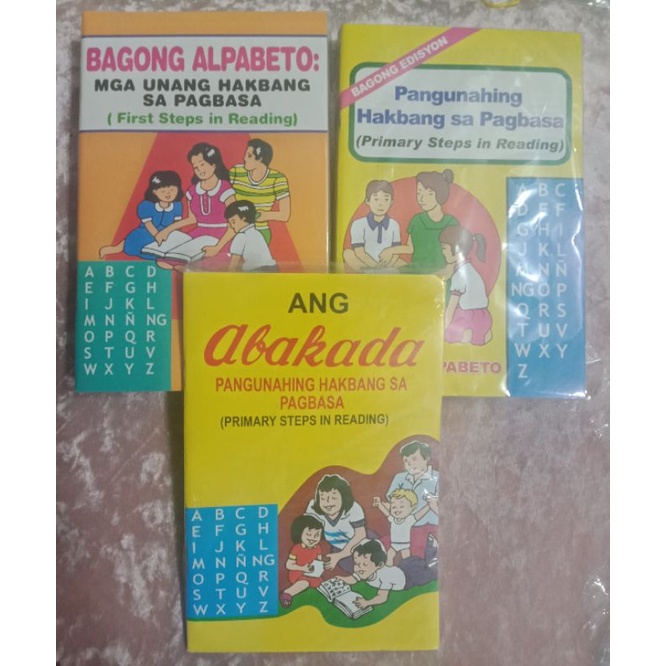 BAGONG ALPABETO:
MGA UNANG HAKBANG
SA PAGBASA
( First Steps in Reading)
A B C D
E F G H
I J K L
M N Ñ NG
O P Q R
S T U V
W X Y Z
BAGONG EDISYON
Pangunahing
Hakbang sa Pagbasa
(Primary Steps in Reading)
A B C
D E F
G H I
J K L
M N Ñ
NG O P
Q R S
T U V
W X Y
Z
PABETO
ANG
abakada
PANGUNAHING HAKBANG SA
PAGBASA
(PRIMARY STEPS IN READING)
A B C D
E F G H
I J K L
M N Ñ NG
O P Q R
S T U V
W X Y Z